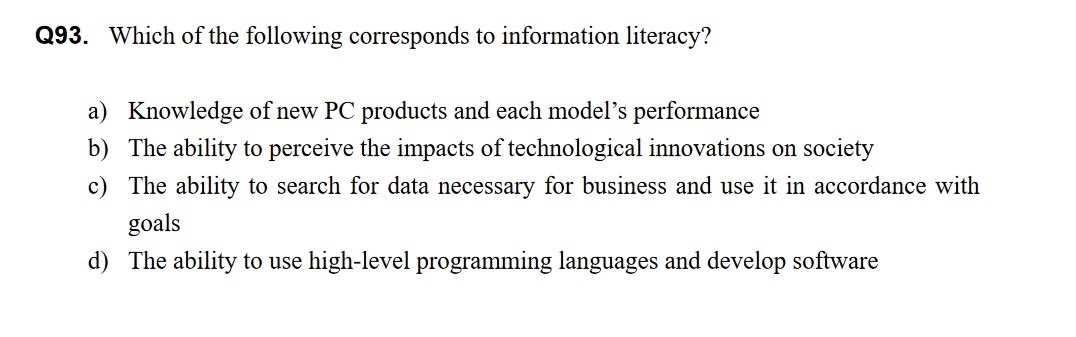 Q93. Which of the following corresponds to information literacy?
a) Knowledge of new PC products and each model’s performance
b) The ability to perceive the impacts of technological innovations on society
c) The ability to search for data necessary for business and use it in accordance with
goals
d) The ability to use high-level programming languages and develop software